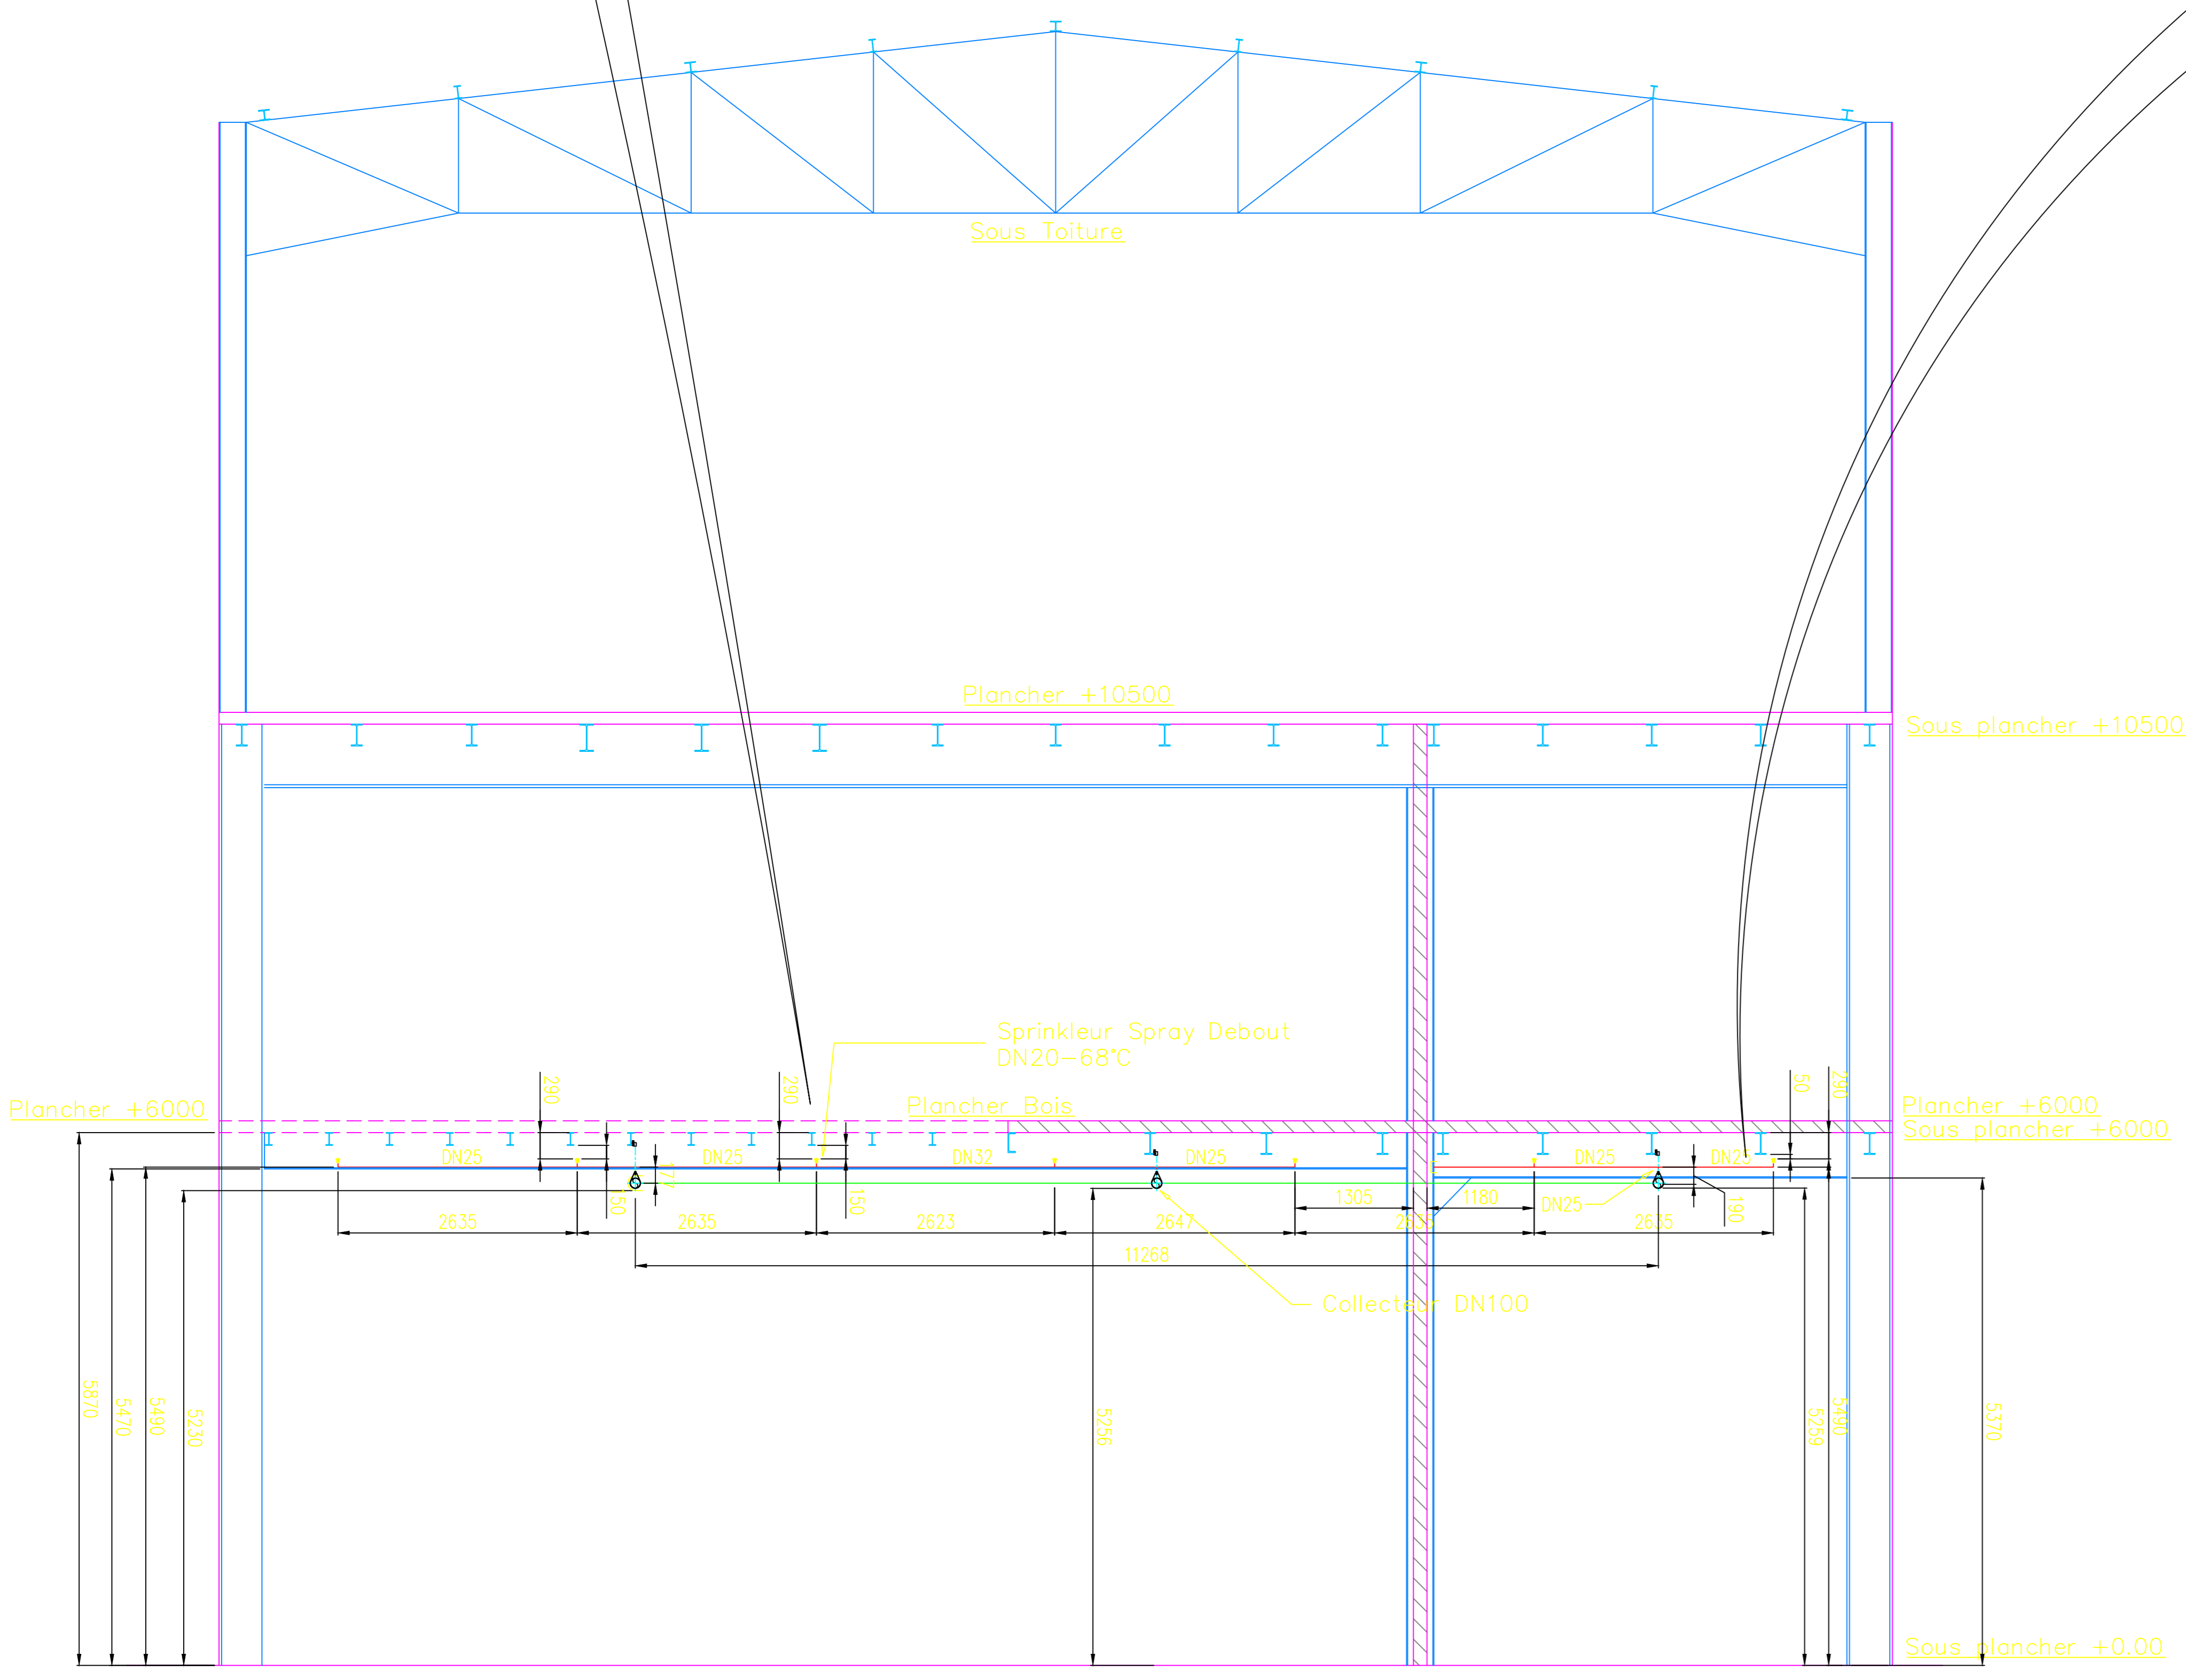 Sous Toiture
Plancher +10500
Sous plancher +10500
Sprinkleur Spray Debout
DN20-68°C
Plancher +6000
Plancher Bois
Plancher +6000
Sous plancher +6000
290
290
50
290
DN25
DN25
DN32
DN25
DN25
DN25
172
150
150
1305
1180
DN25
190
2635
2635
2623
2647
2635
2635
11268
Collecteur DN100
5870
5470
5490
5230
5256
5259
5490
5370
Sous plancher +0,00